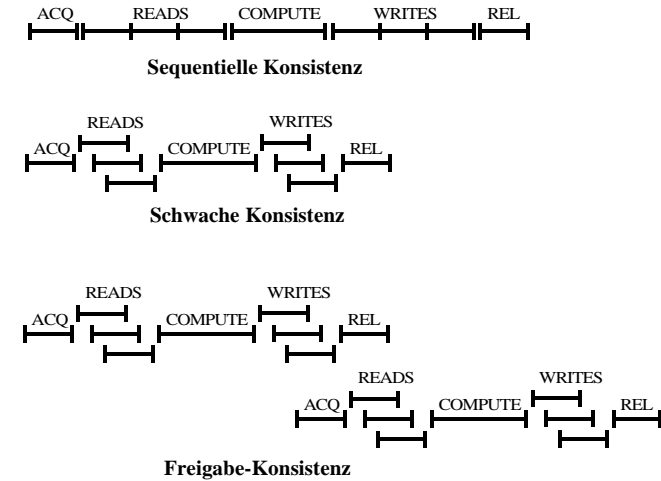 ACQ READS COMPUTE WRITES REL
Sequentielle Konsistenz
READS WRITES
ACQ COMPUTE REL
Schwache Konsistenz
READS WRITES
ACQ COMPUTE REL
READS WRITES
ACQ COMPUTE REL
Freigabe-Konsistenz